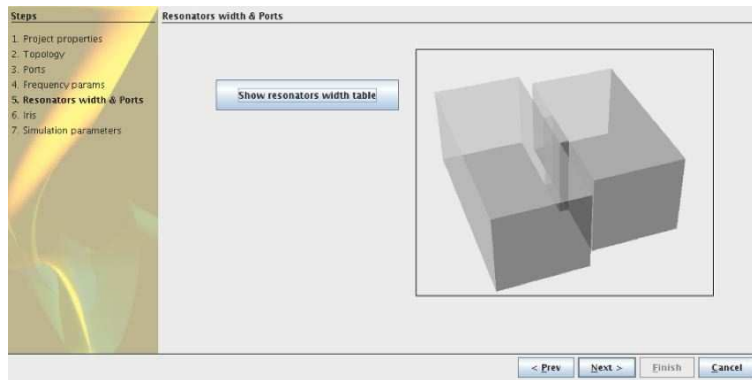 Steps
1. Project properties
2. Topology
3. Ports
4. Frequency params
5. Resonators width & Ports
6. Iris
7. Simulation parameters
Resonators width & Ports
Show resonators width table
< Prev
Next >
Finish
Cancel